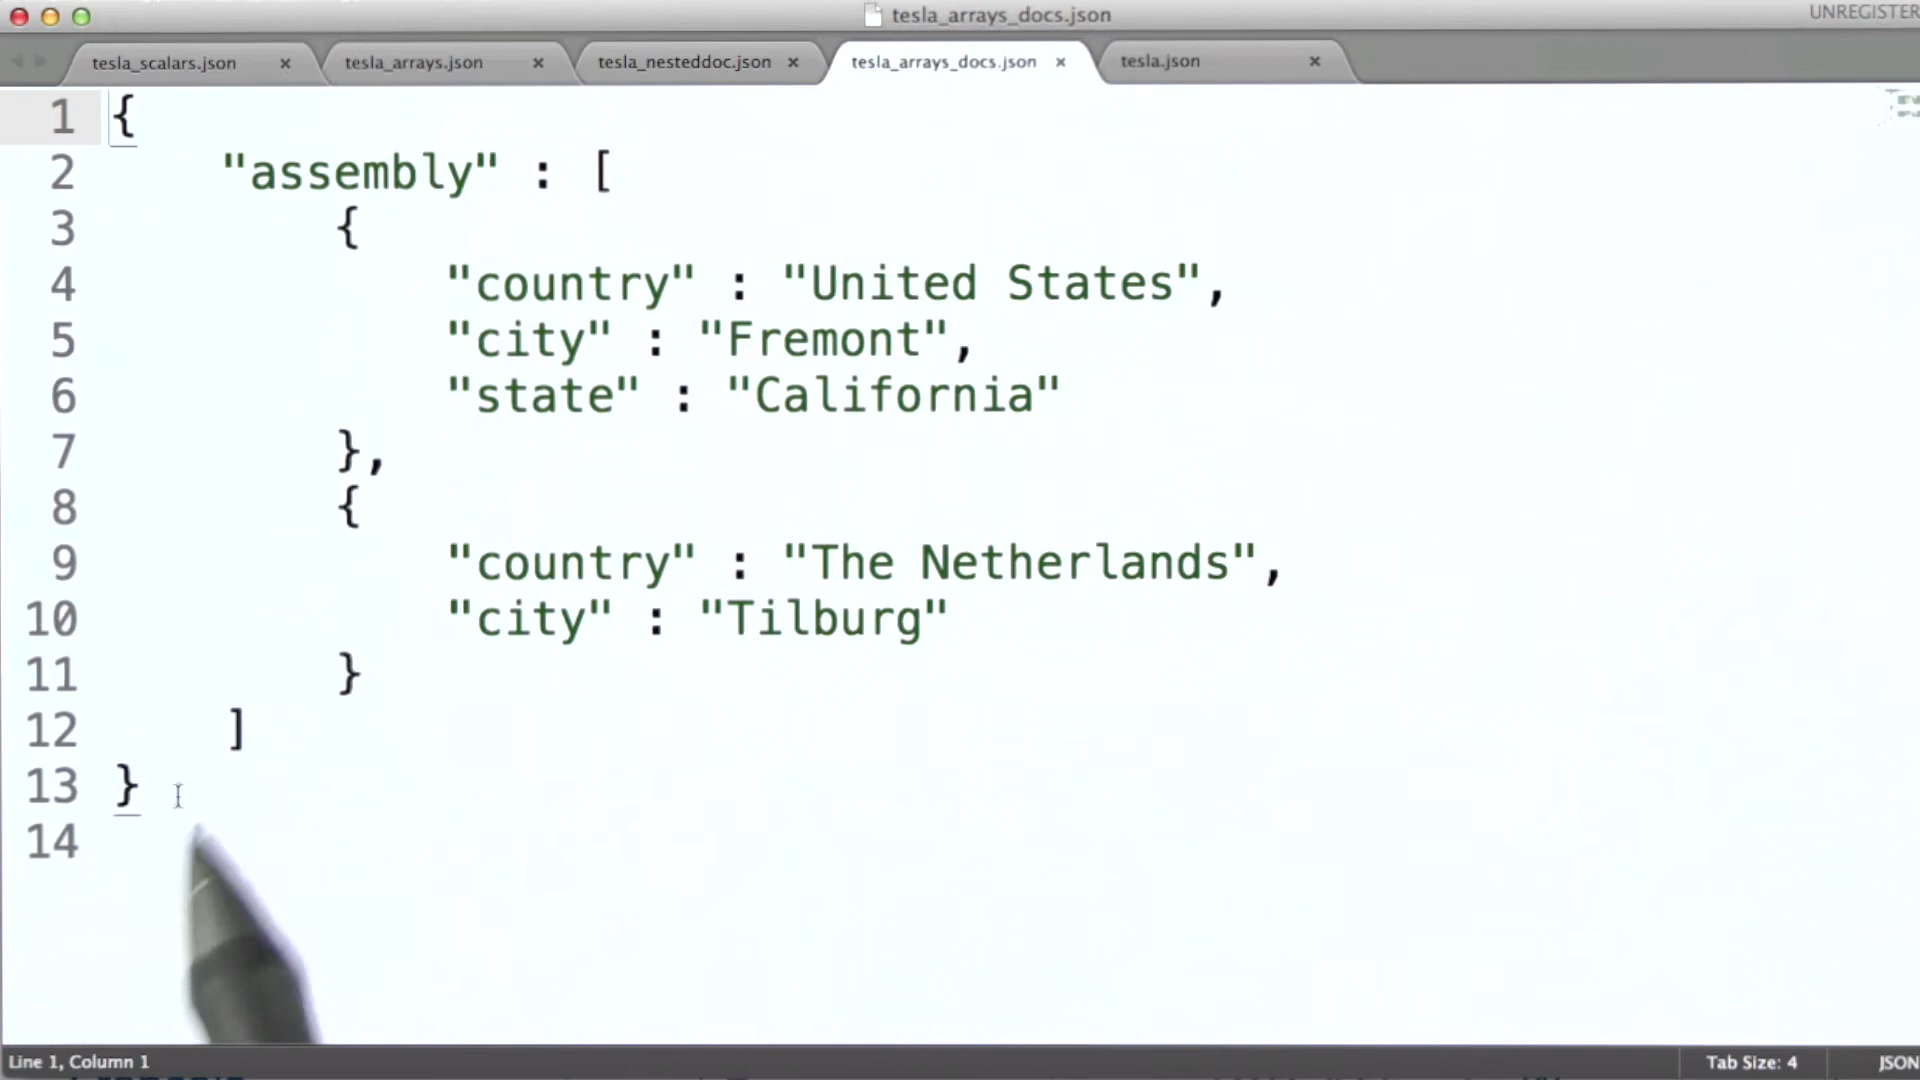 tesla_arrays_docs.json
UNREGISTER
tesla_scalars.json × tesla_arrays.json × tesla_nesteddoc.json × tesla_arrays_docs.json × tesla.json ×
1 {
2 "assembly" : [
3 {
4 "country" : "United States",
5 "city" : "Fremont",
6 "state" : "California"
7 },
8 {
9 "country" : "The Netherlands",
10 "city" : "Tilburg"
11 }
12 ]
13 }
14
Line 1, Column 1 Tab Size: 4 JSON